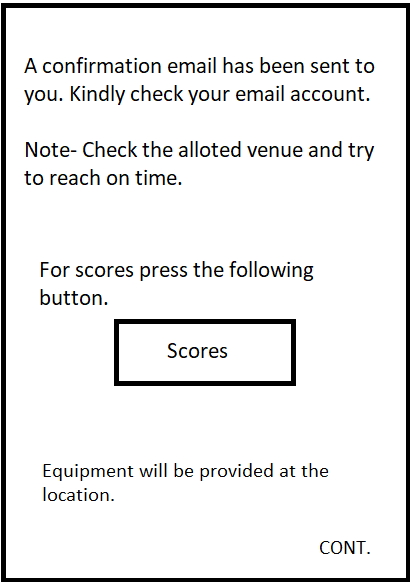 A confirmation email has been sent to
you. Kindly check your email account.
Note- Check the alloted venue and try
to reach on time.
For scores press the following
button.
Scores
Equipment will be provided at the
location.
CONT.